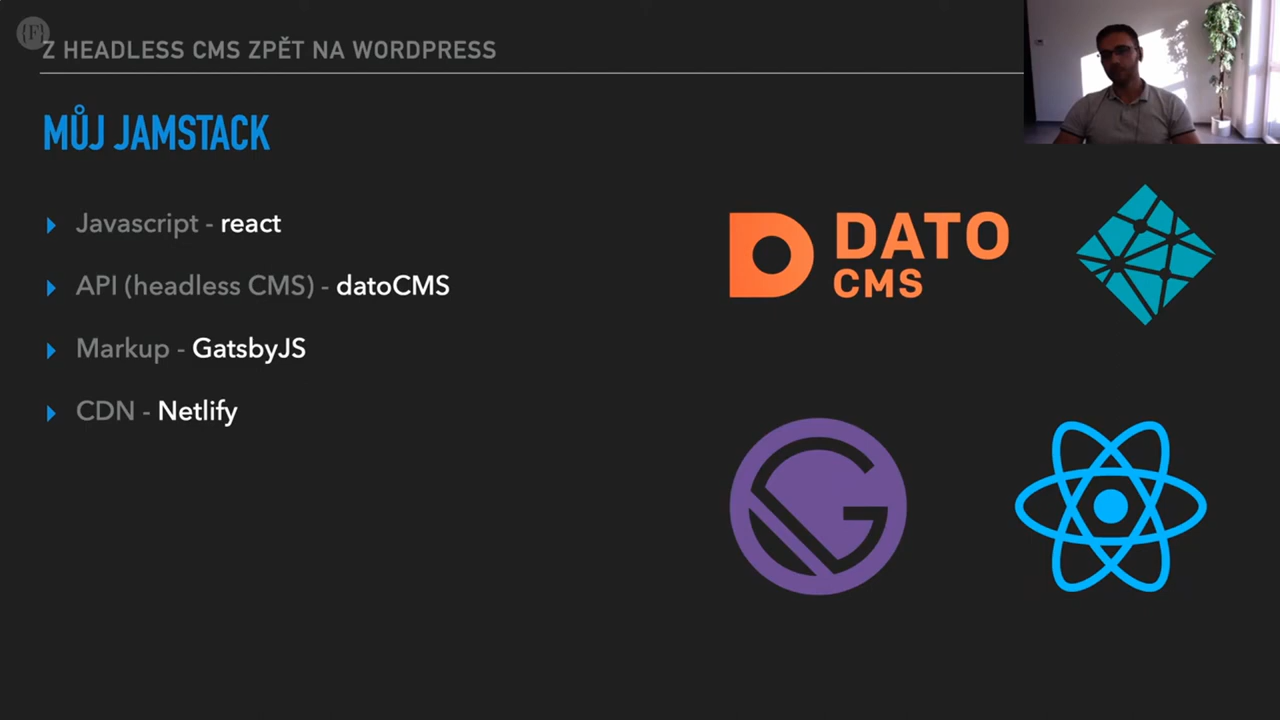 {F}
Z HEADLESS CMS ZPĚT NA WORDPRESS
MŮJ JAMSTACK
Javascript - react
API (headless CMS) - datoCMS
Markup - GatsbyJS
CDN - Netlify
DATO
CMS